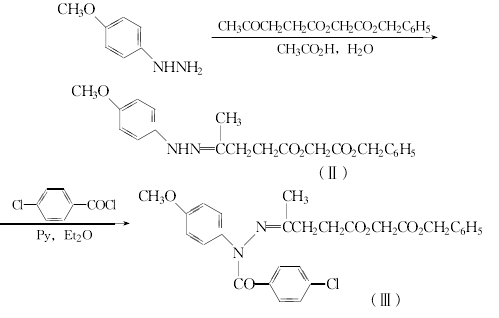 CH₃O
NHNH₂
CH₃COCH₂CH₂CO₂CH₂CO₂CH₂C₆H₅
CH₃CO₂H, H₂O
CH₃O
CH₃
NHN=CCH₂CH₂CO₂CH₂CO₂CH₂C₆H₅
(Ⅱ)
Cl COCl
Py, Et₂O
CH₃O
CH₃
N=CCH₂CH₂CO₂CH₂CO₂CH₂C₆H₅
N
CO Cl
(Ⅲ)